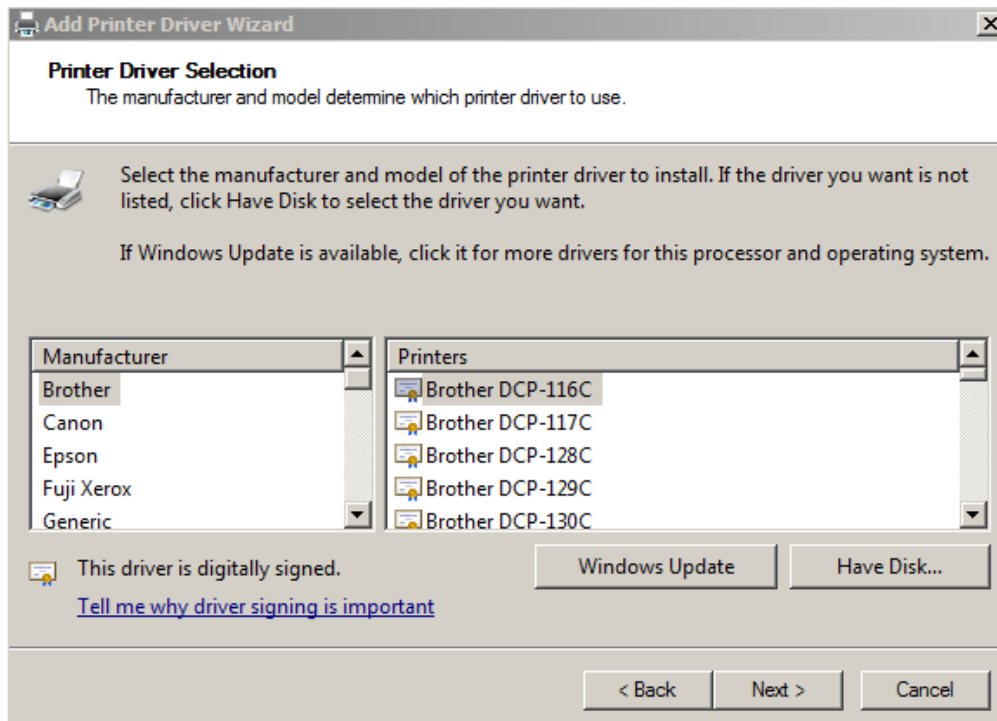 Add Printer Driver Wizard
Printer Driver Selection
The manufacturer and model determine which printer driver to use.
Select the manufacturer and model of the printer driver to install. If the driver you want is not
listed, click Have Disk to select the driver you want.
If Windows Update is available, click it for more drivers for this processor and operating system.
Manufacturer
Brother
Canon
Epson
Fuji Xerox
Generic
Printers
Brother DCP-116C
Brother DCP-117C
Brother DCP-128C
Brother DCP-129C
Brother DCP-130C
This driver is digitally signed.
Tell me why driver signing is important
Windows Update
Have Disk...
< Back
Next >
Cancel